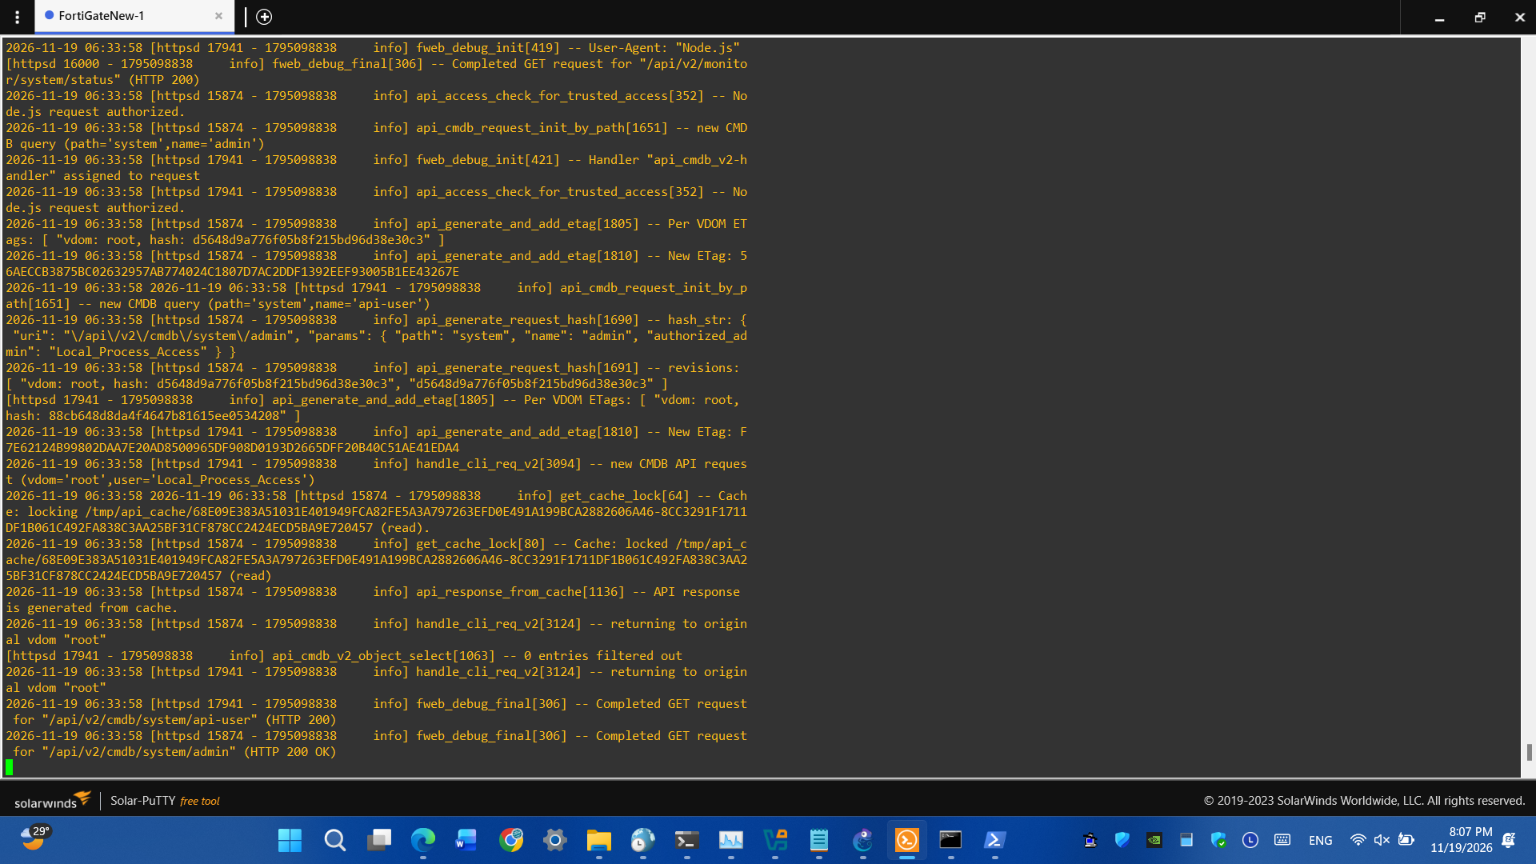 FortiGateNew-1
2026-11-19 06:33:58 [httpsd 17941 - 1795098838     info] fweb_debug_init[419] -- User-Agent: "Node.js"
[httpsd 16000 - 1795098838     info] fweb_debug_final[306] -- Completed GET request for "/api/v2/monito
r/system/status" (HTTP 200)
2026-11-19 06:33:58 [httpsd 15874 - 1795098838     info] api_access_check_for_trusted_access[352] -- No
de.js request authorized.
2026-11-19 06:33:58 [httpsd 15874 - 1795098838     info] api_cmdb_request_init_by_path[1651] -- new CMD
B query (path='system',name='admin')
2026-11-19 06:33:58 [httpsd 17941 - 1795098838     info] fweb_debug_init[421] -- Handler "api_cmdb_v2-h
andler" assigned to request
2026-11-19 06:33:58 [httpsd 17941 - 1795098838     info] api_access_check_for_trusted_access[352] -- No
de.js request authorized.
2026-11-19 06:33:58 [httpsd 15874 - 1795098838     info] api_generate_and_add_etag[1805] -- Per VDOM ET
ags: [ "vdom: root, hash: d5648d9a776f05b8f215bd96d38e30c3" ]
2026-11-19 06:33:58 [httpsd 15874 - 1795098838     info] api_generate_and_add_etag[1810] -- New ETag: 5
6AECCB3875BC02632957AB774024C1807D7AC2DDF1392EEF93005B1EE43267E
2026-11-19 06:33:58 2026-11-19 06:33:58 [httpsd 17941 - 1795098838     info] api_cmdb_request_init_by_p
ath[1651] -- new CMDB query (path='system',name='api-user')
2026-11-19 06:33:58 [httpsd 15874 - 1795098838     info] api_generate_request_hash[1690] -- hash_str: {
 "uri": "\/api\/v2\/cmdb\/system\/admin", "params": { "path": "system", "name": "admin", "authorized_ad
min": "Local_Process_Access" } }
2026-11-19 06:33:58 [httpsd 15874 - 1795098838     info] api_generate_request_hash[1691] -- revisions:
[ "vdom: root, hash: d5648d9a776f05b8f215bd96d38e30c3", "d5648d9a776f05b8f215bd96d38e30c3" ]
[httpsd 17941 - 1795098838     info] api_generate_and_add_etag[1805] -- Per VDOM ETags: [ "vdom: root,
hash: 88cb648d8da4f4647b81615ee0534208" ]
2026-11-19 06:33:58 [httpsd 17941 - 1795098838     info] api_generate_and_add_etag[1810] -- New ETag: F
7E62124B99802DAA7E20AD8500965DF908D0193D2665DFF20B40C51AE41EDA4
2026-11-19 06:33:58 [httpsd 17941 - 1795098838     info] handle_cli_req_v2[3094] -- new CMDB API reques
t (vdom='root',user='Local_Process_Access')
2026-11-19 06:33:58 2026-11-19 06:33:58 [httpsd 15874 - 1795098838     info] get_cache_lock[64] -- Cach
e: locking /tmp/api_cache/68E09E383A51031E401949FCA82FE5A3A797263EFD0E491A199BCA2882606A46-8CC3291F1711
DF1B061C492FA838C3AA25BF31CF878CC2424ECD5BA9E720457 (read).
2026-11-19 06:33:58 [httpsd 15874 - 1795098838     info] get_cache_lock[80] -- Cache: locked /tmp/api_c
ache/68E09E383A51031E401949FCA82FE5A3A797263EFD0E491A199BCA2882606A46-8CC3291F1711DF1B061C492FA838C3AA2
5BF31CF878CC2424ECD5BA9E720457 (read)
2026-11-19 06:33:58 [httpsd 15874 - 1795098838     info] api_response_from_cache[1136] -- API response
is generated from cache.
2026-11-19 06:33:58 [httpsd 15874 - 1795098838     info] handle_cli_req_v2[3124] -- returning to origin
al vdom "root"
[httpsd 17941 - 1795098838     info] api_cmdb_v2_object_select[1063] -- 0 entries filtered out
2026-11-19 06:33:58 [httpsd 17941 - 1795098838     info] handle_cli_req_v2[3124] -- returning to origin
al vdom "root"
2026-11-19 06:33:58 [httpsd 17941 - 1795098838     info] fweb_debug_final[306] -- Completed GET request
 for "/api/v2/cmdb/system/api-user" (HTTP 200)
2026-11-19 06:33:58 [httpsd 15874 - 1795098838     info] fweb_debug_final[306] -- Completed GET request
 for "/api/v2/cmdb/system/admin" (HTTP 200 OK)
solarwinds | Solar-PuTTY free tool
© 2019-2023 SolarWinds Worldwide, LLC. All rights reserved.
29°
ENG
8:07 PM
11/19/2026